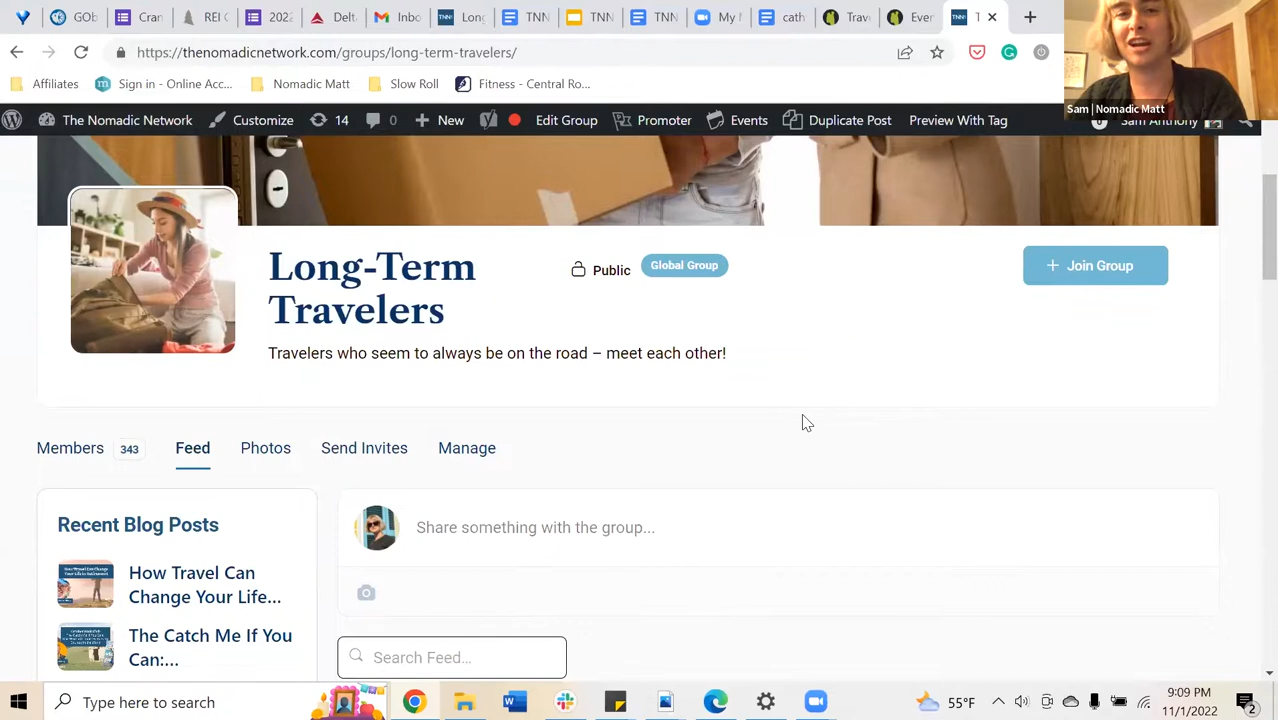 GOB
Cran
REI C
2022
Delt
Inbo
TNN
Lon
TNN
TNN
TNN
My I
cath
Trav
Ever
TNN
T
https://thenomadicnetwork.com/groups/long-term-travelers/
Affiliates
Sign in - Online Acc...
Nomadic Matt
Slow Roll
Fitness - Central Ro...
Sam | Nomadic Matt
The Nomadic Network
Customize
14
0
New
Edit Group
Promoter
Events
Duplicate Post
Preview With Tag
Sam Anthony
Long-Term
Travelers
Public
Global Group
+ Join Group
Travelers who seem to always be on the road – meet each other!
Members 343
Feed
Photos
Send Invites
Manage
Recent Blog Posts
Share something with the group...
How Travel Can
Change Your Life...
The Catch Me If You
Can:...
Search Feed...
Type here to search
55°F
9:09 PM
11/1/2022
2